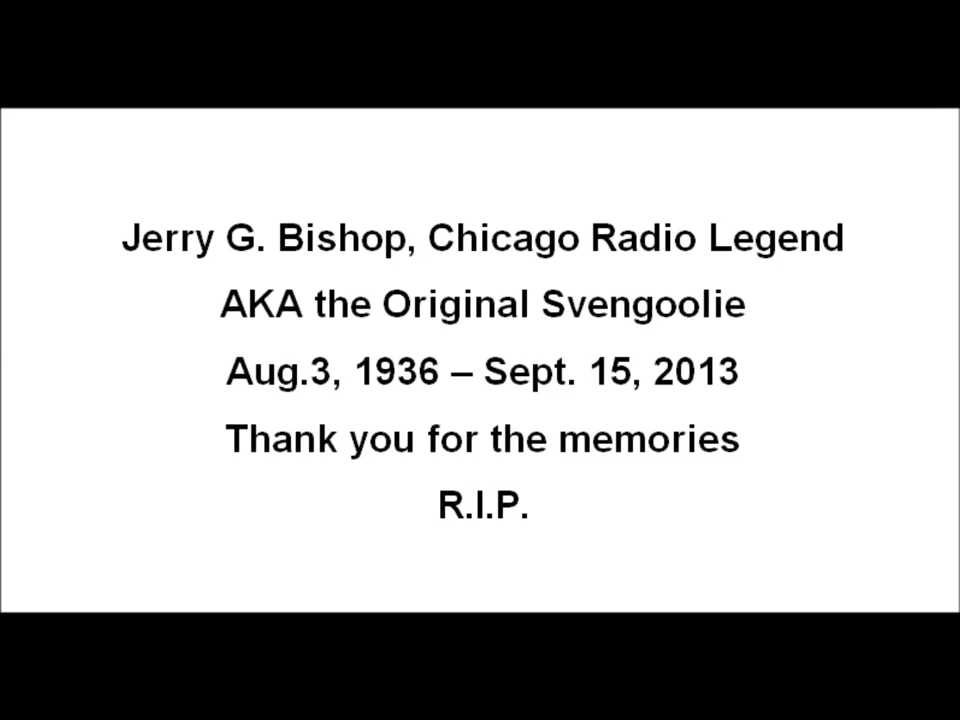 Jerry G. Bishop, Chicago Radio Legend
AKA the Original Svengoolie
Aug.3, 1936 – Sept. 15, 2013
Thank you for the memories
R.I.P.